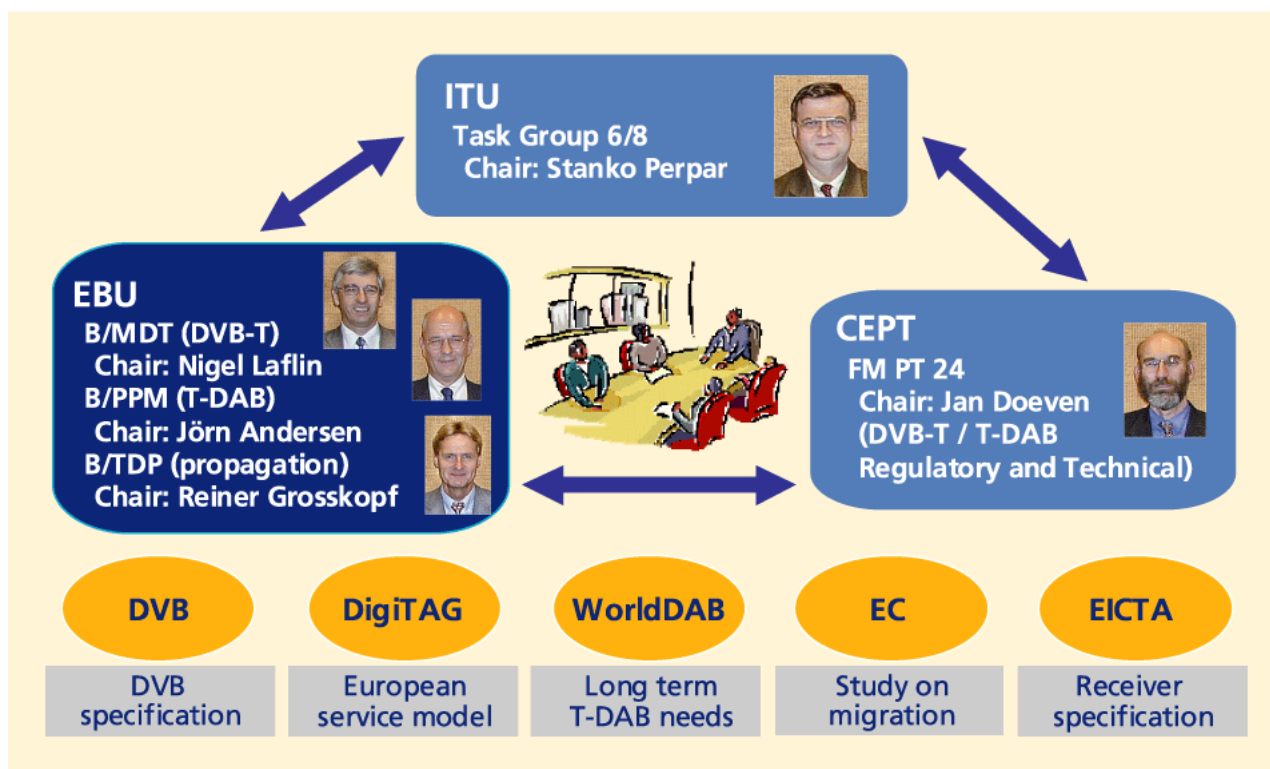 ITU
Task Group 6/8
Chair: Stanko Perpar
EBU
B/MDT (DVB-T)
Chair: Nigel Laflin
B/PPM (T-DAB)
Chair: Jörn Andersen
B/TDP (propagation)
Chair: Reiner Grosskopf
CEPT
FM PT 24
Chair: Jan Doeven
(DVB-T / T-DAB
Regulatory and Technical)
DVB
DigiTAG
WorldDAB
EC
EICTA
DVB
specification
European
service model
Long term
T-DAB needs
Study on
migration
Receiver
specification